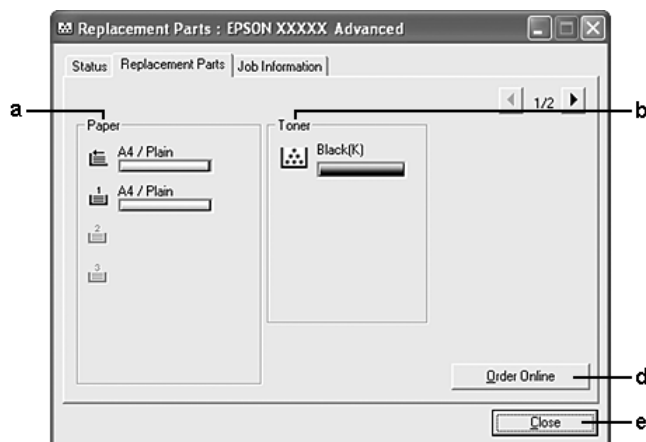 Replacement Parts : EPSON XXXXX Advanced
Status Replacement Parts Job Information
1/2
a b
Paper Toner
A4 / Plain Black(K)
1 A4 / Plain
2
3
Order Online d
Close e